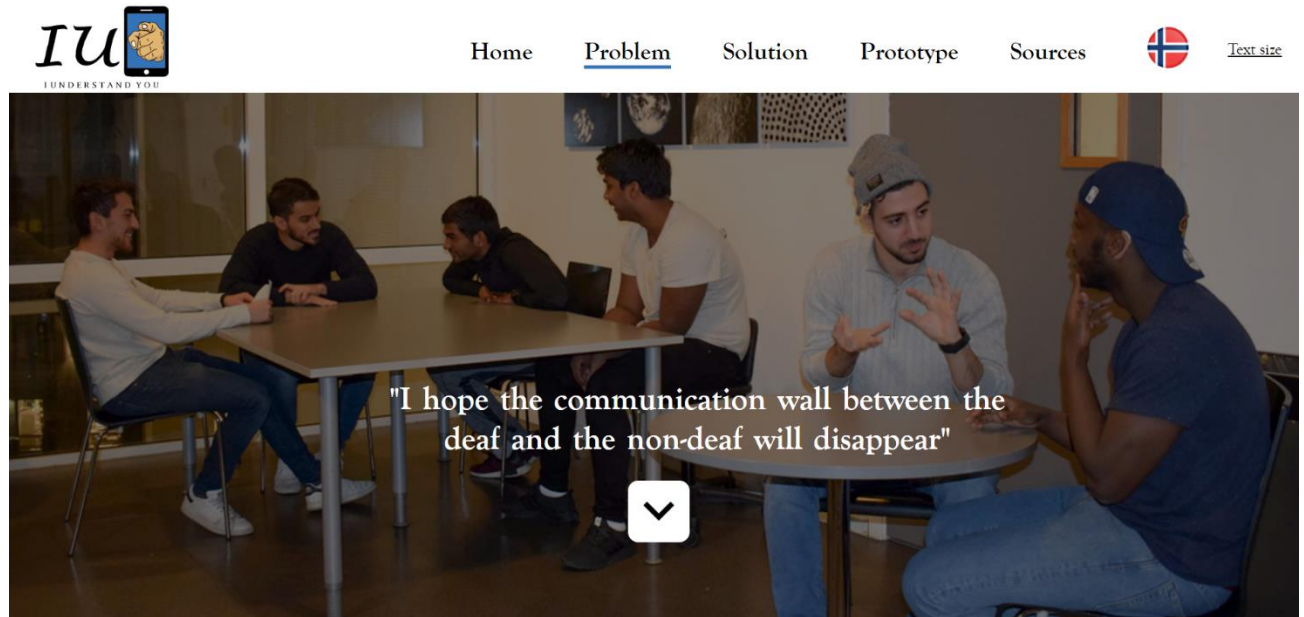 IU
IUNDERSTAND YOU
Home Problem Solution Prototype Sources Text size
"I hope the communication wall between the
deaf and the non-deaf will disappear"